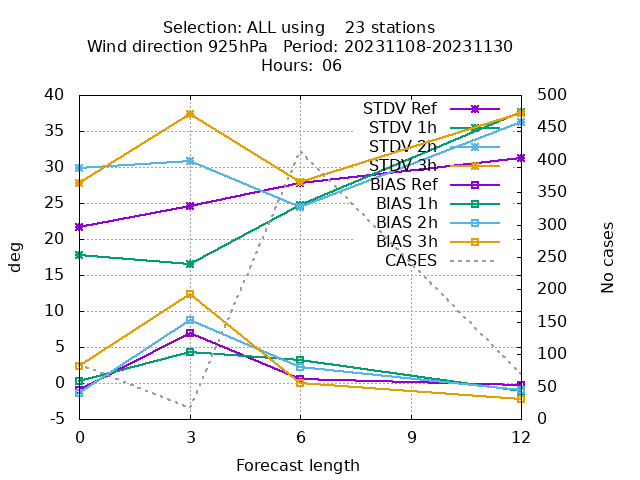 Selection: ALL using    23 stations
Wind direction 925hPa   Period: 20231108-20231130
Hours: 06
40
35
30
25
20
15
10
5
0
-5
deg
500
450
400
350
300
250
200
150
100
50
0
No cases
STDV Ref
STDV 1h
STDV 2h
STDV 3h
BIAS Ref
BIAS 1h
BIAS 2h
BIAS 3h
CASES
0 3 6 9 12
Forecast length